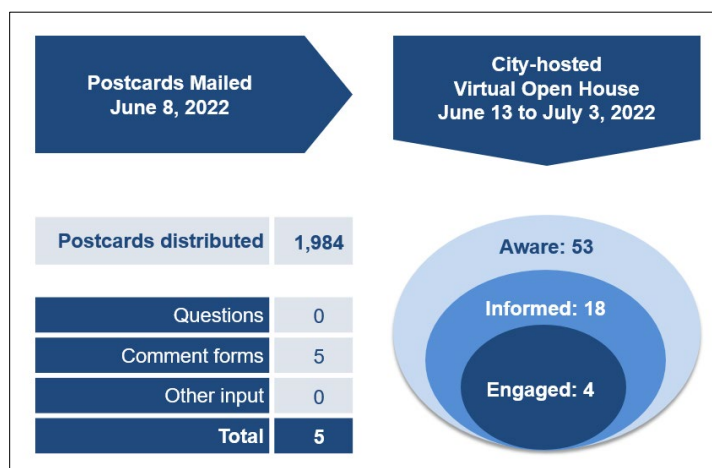 Postcards Mailed
June 8, 2022
City-hosted
Virtual Open House
June 13 to July 3, 2022
Postcards distributed 1,984
Questions 0
Comment forms 5
Other input 0
Total 5
Aware: 53
Informed: 18
Engaged: 4